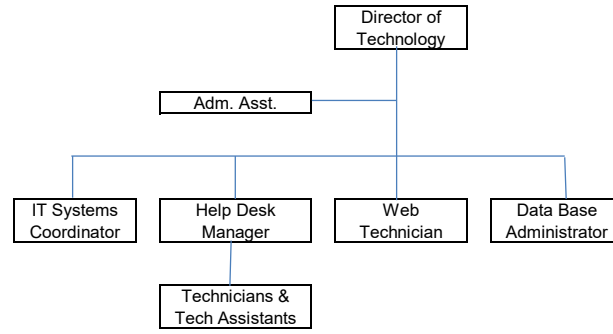 Director of
Technology
Adm. Asst.
IT Systems
Coordinator
Help Desk
Manager
Web
Technician
Data Base
Administrator
Technicians &
Tech Assistants